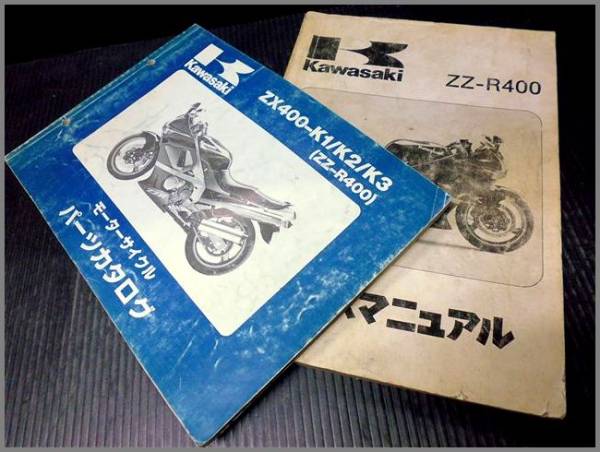 Kawasaki
ZX400-K1/K2/K3
(ZZ-R400)
モーターサイクル
パーツカタログ
Kawasaki
ZZ-R400
マニュアル